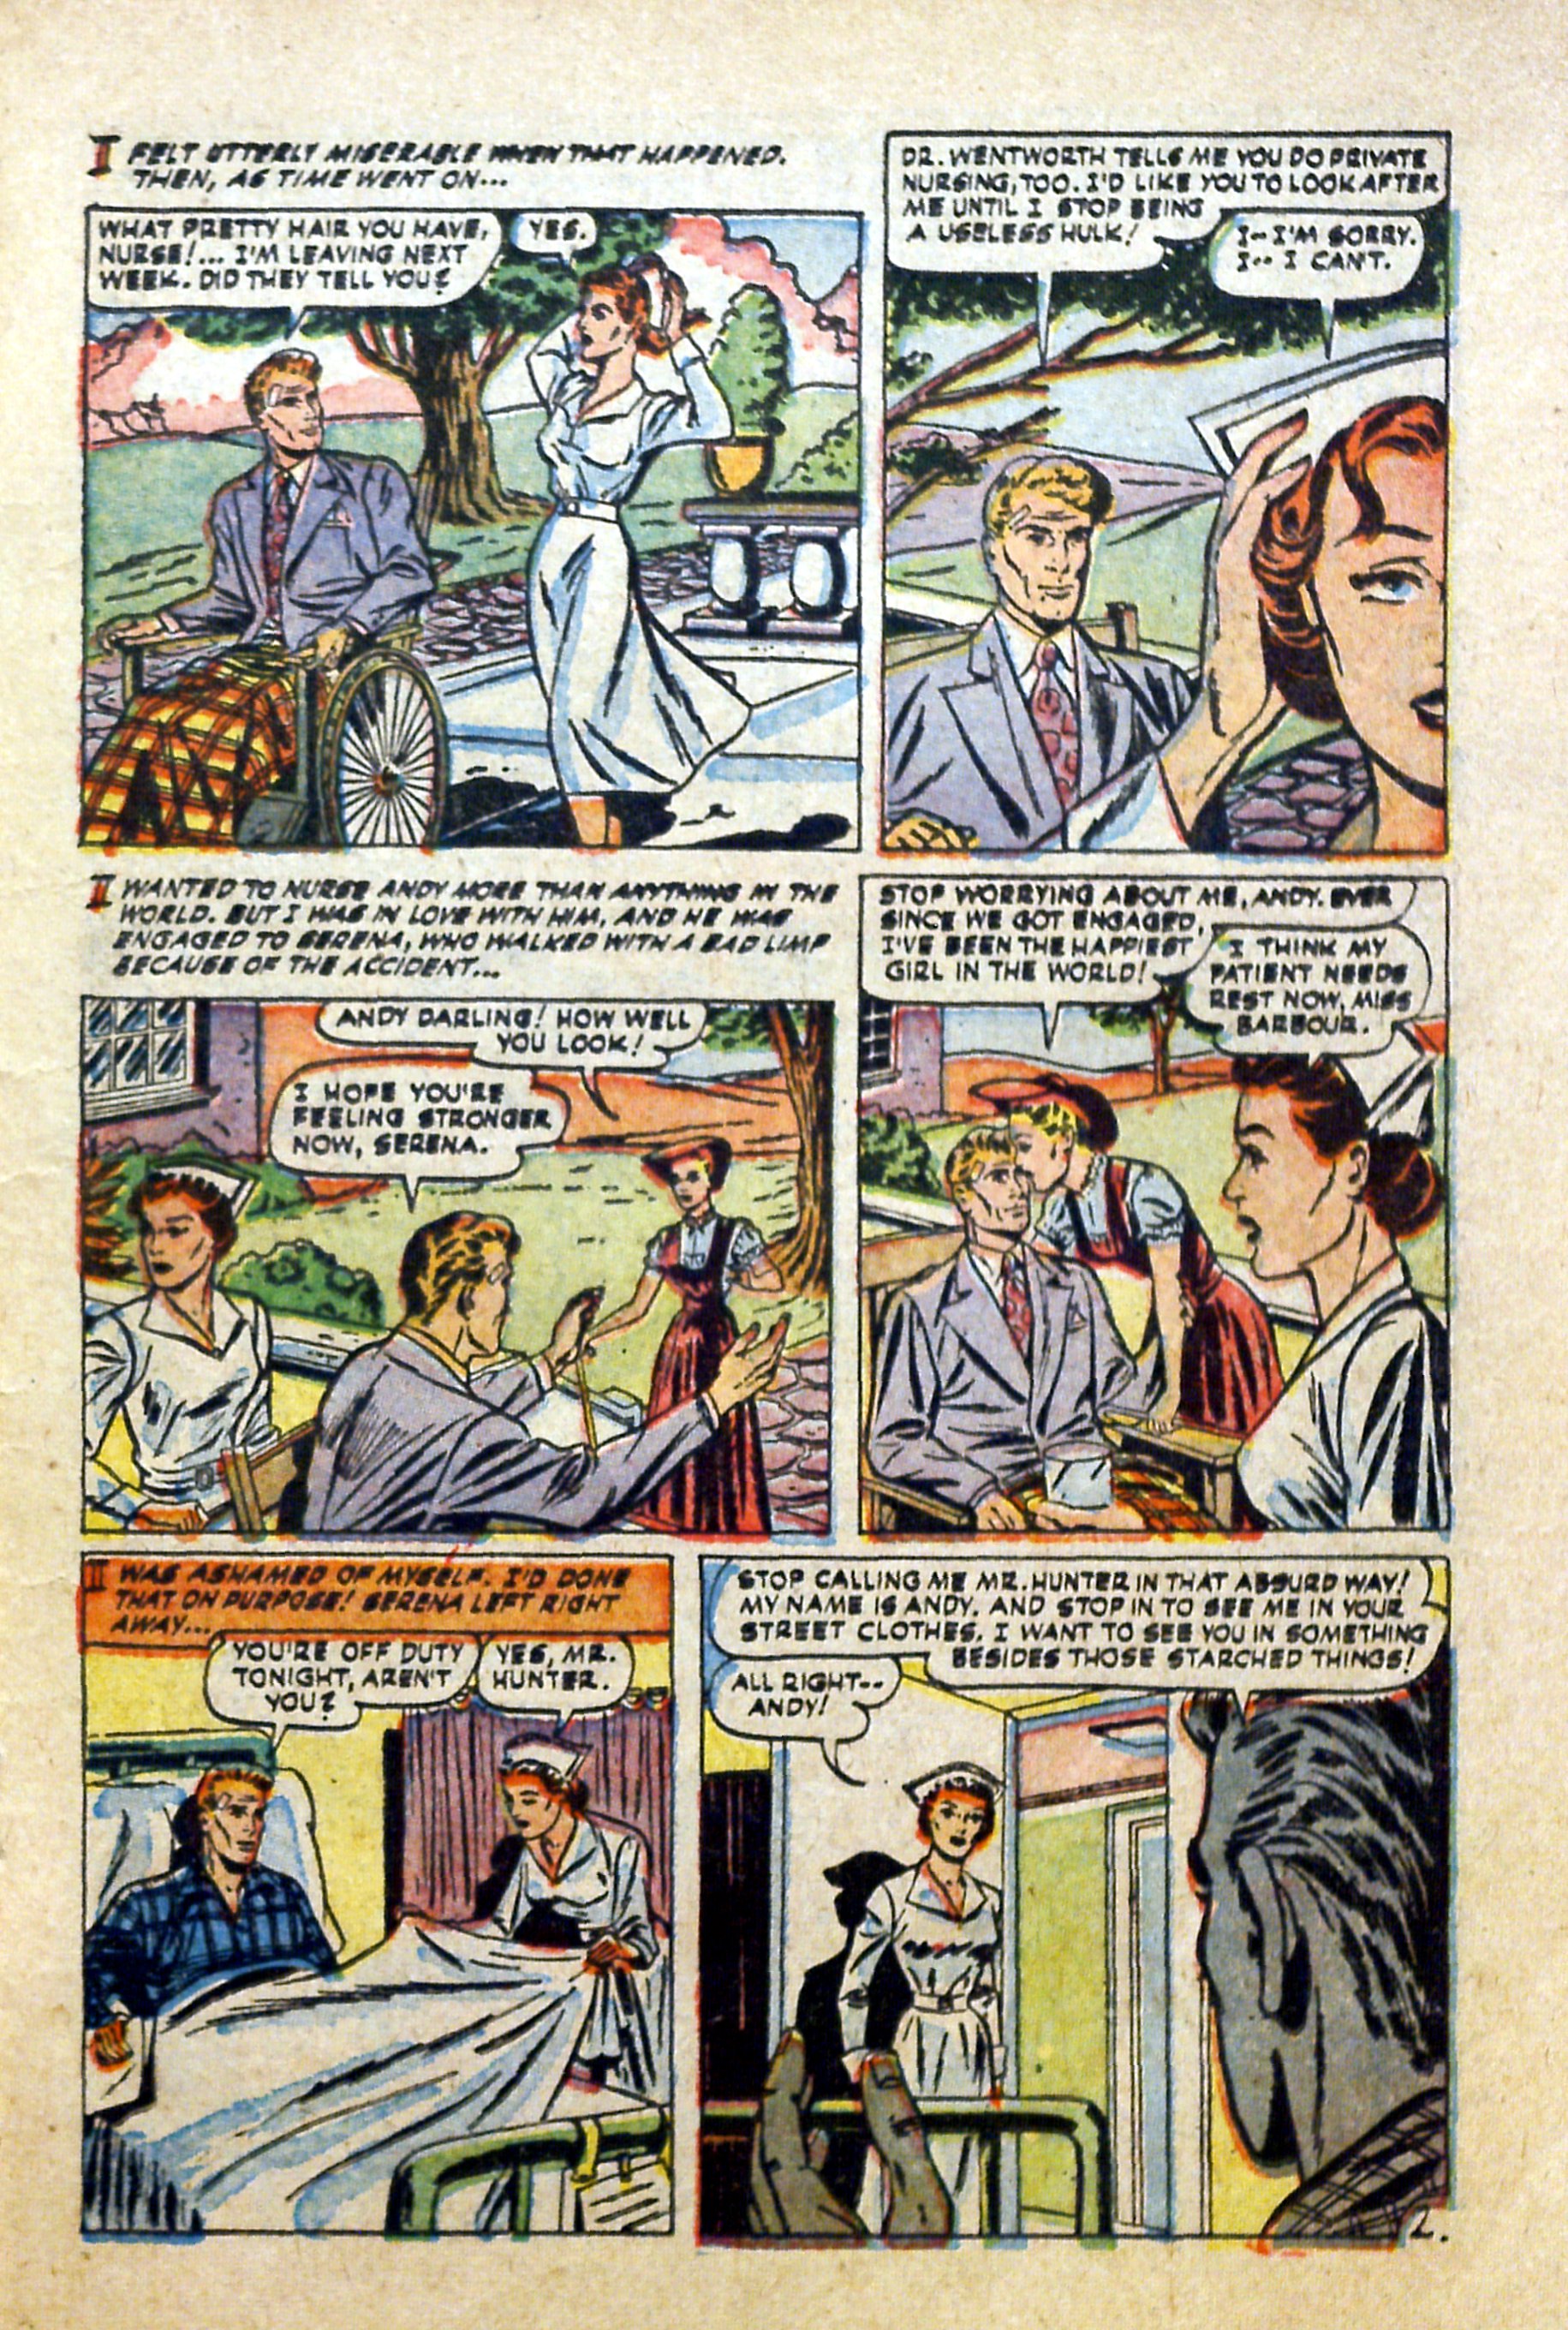 I FELT UTTERLY MISERABLE WHEN THAT HAPPENED.
THEN, AS TIME WENT ON...
WHAT PRETTY HAIR YOU HAVE,
NURSE!... I'M LEAVING NEXT
WEEK. DID THEY TELL YOU?
YES.
DR. WENTWORTH TELLS ME YOU DO PRIVATE
NURSING, TOO. I'D LIKE YOU TO LOOK AFTER
ME UNTIL I STOP BEING
A USELESS HULK!
I-- I'M SORRY.
I-- I CAN'T.
I WANTED TO NURSE ANDY MORE THAN ANYTHING IN THE
WORLD. BUT I WAS IN LOVE WITH HIM, AND HE WAS
ENGAGED TO SERENA, WHO WALKED WITH A BAD LIMP
BECAUSE OF THE ACCIDENT...
ANDY DARLING! HOW WELL
YOU LOOK!
I HOPE YOU'RE
FEELING STRONGER
NOW, SERENA.
STOP WORRYING ABOUT ME, ANDY. EVER
SINCE WE GOT ENGAGED,
I'VE BEEN THE HAPPIEST
GIRL IN THE WORLD!
I THINK MY
PATIENT NEEDS
REST NOW, MISS
BARBOUR.
I WAS ASHAMED OF MYSELF. I'D DONE
THAT ON PURPOSE! SERENA LEFT RIGHT
AWAY...
YOU'RE OFF DUTY
TONIGHT, AREN'T
YOU?
YES, MR.
HUNTER.
STOP CALLING ME MR. HUNTER IN THAT ABSURD WAY!
MY NAME IS ANDY. AND STOP IN TO SEE ME IN YOUR
STREET CLOTHES. I WANT TO SEE YOU IN SOMETHING
BESIDES THOSE STARCHED THINGS!
ALL RIGHT--
ANDY!
2.